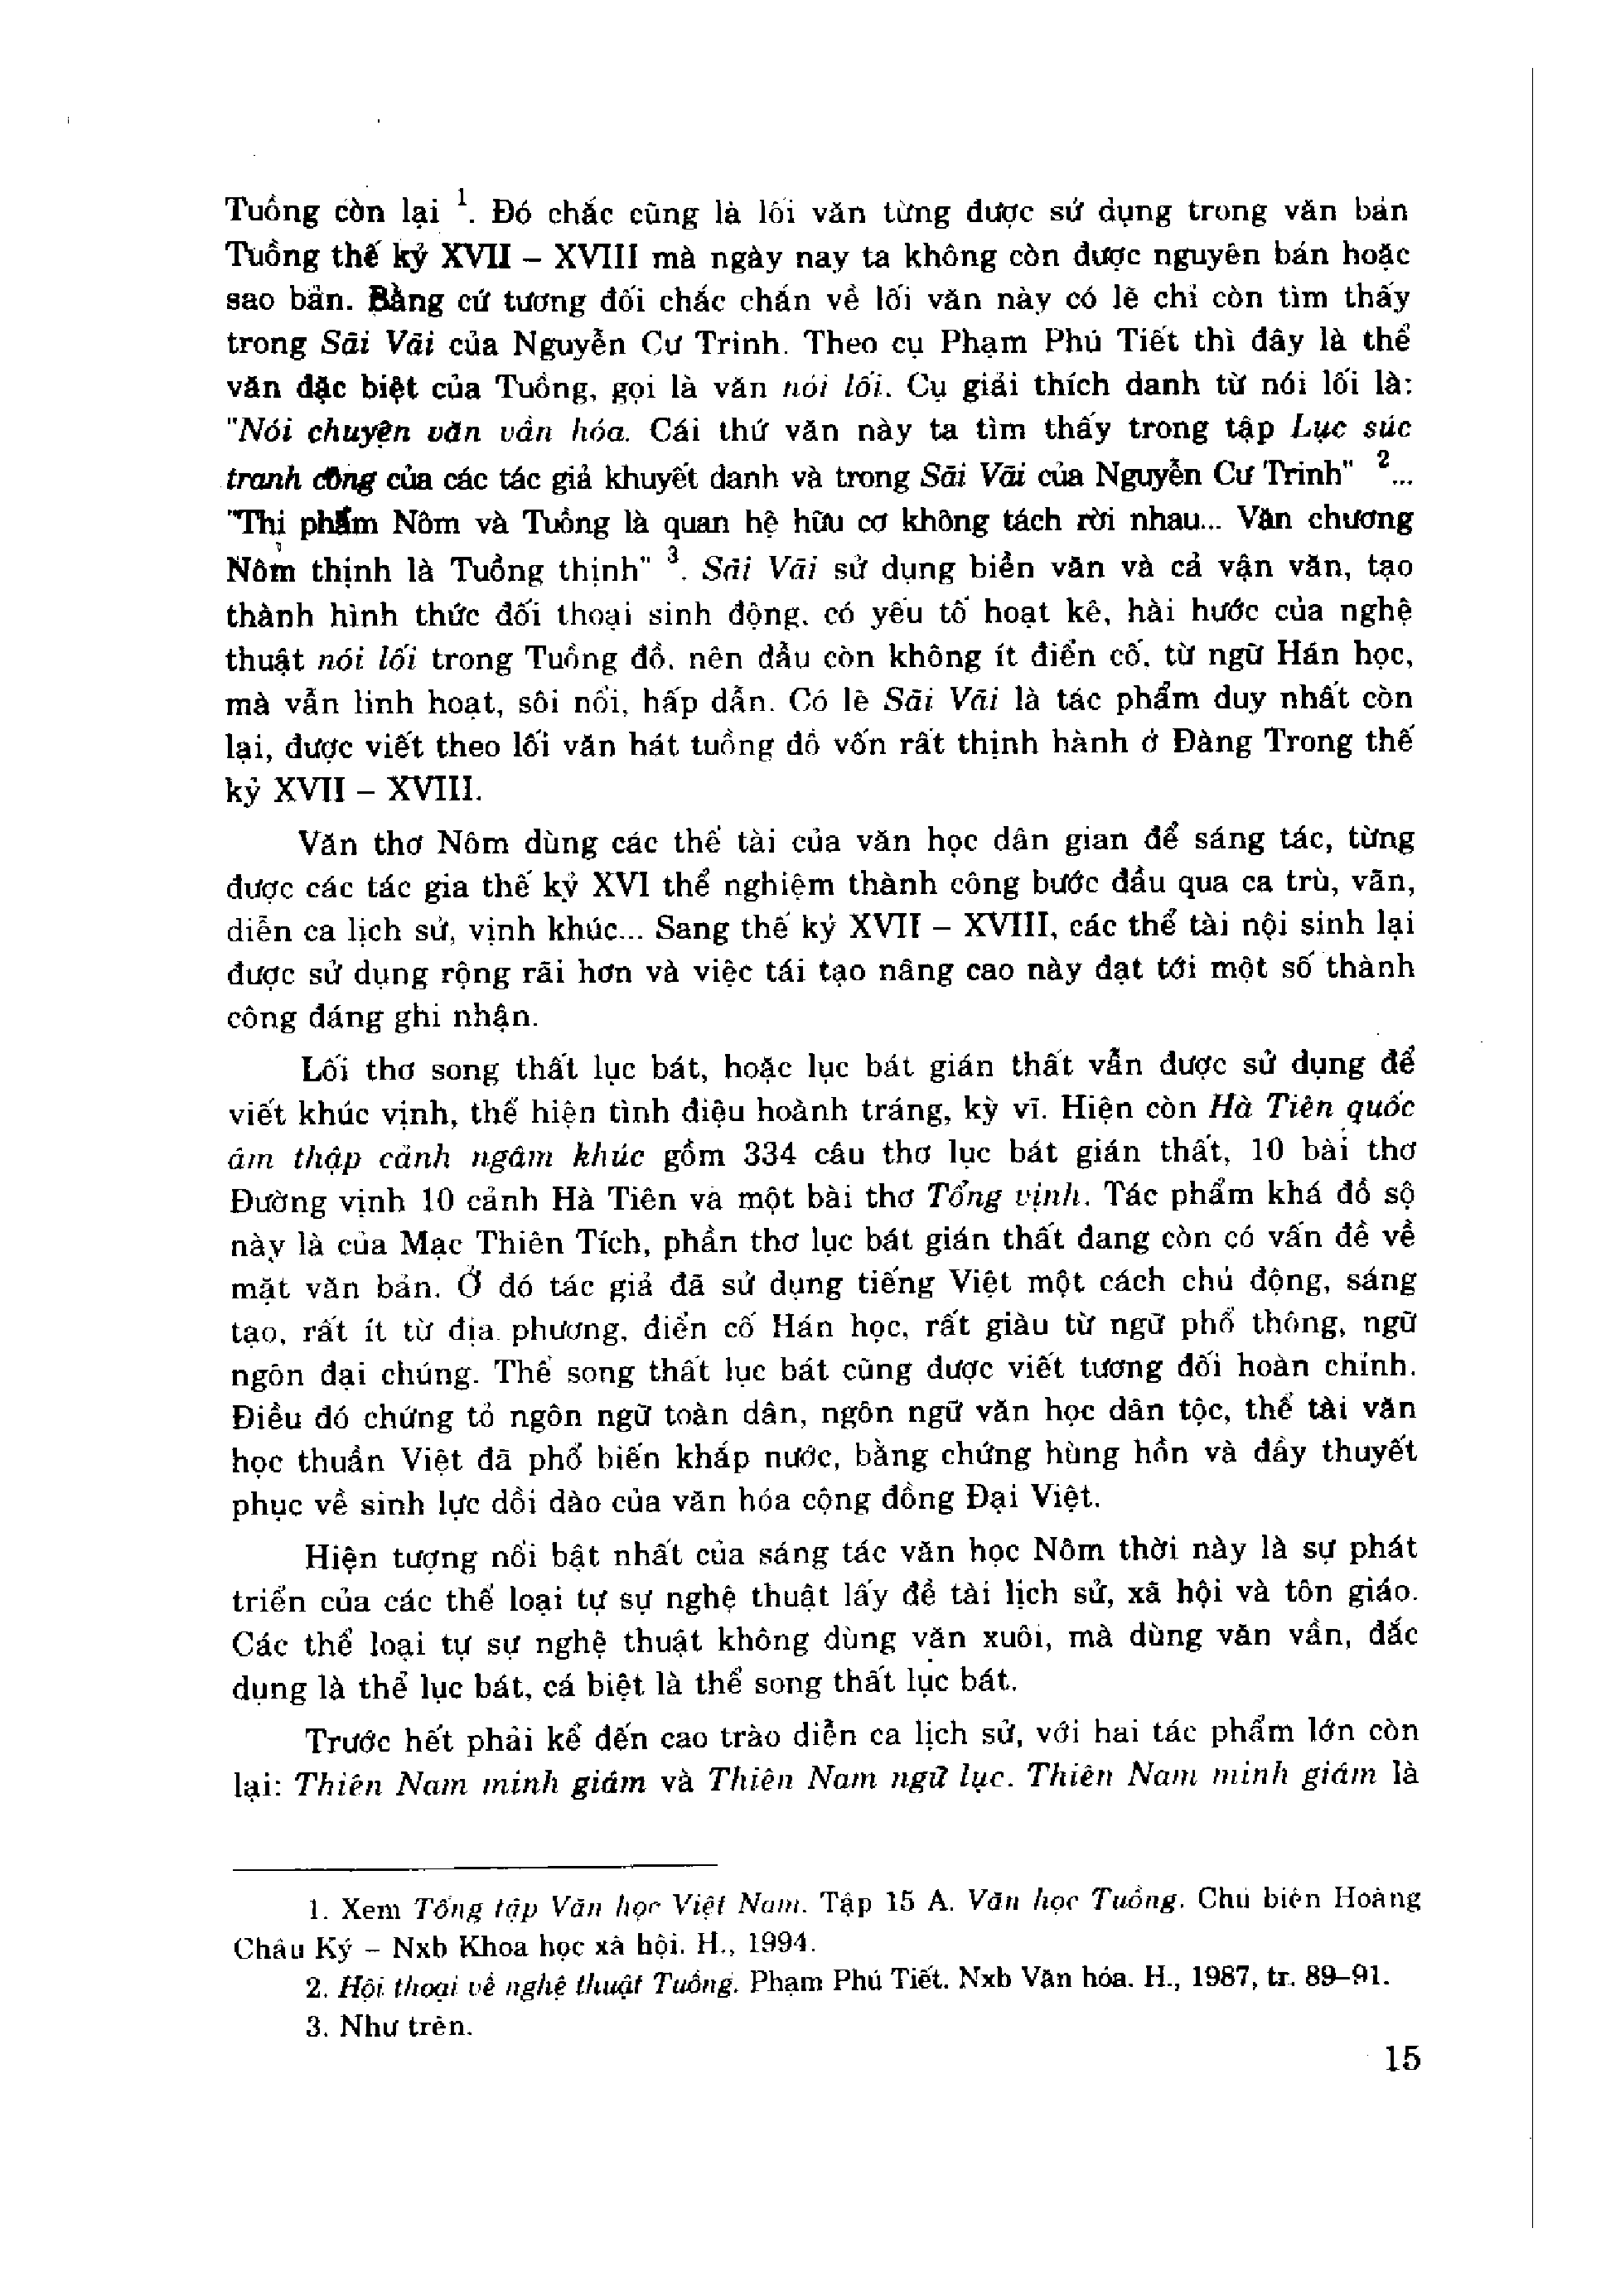 Tuồng còn lại ¹. Đó chắc cũng là lối văn từng được sử dụng trong văn bản
Tuồng thế kỷ XVII – XVIII mà ngày nay ta không còn được nguyên bản hoặc
sao bản. Bằng cứ tương đối chắc chắn về lối văn này có lẽ chỉ còn tìm thấy
trong Sãi Vãi của Nguyễn Cư Trinh. Theo cụ Phạm Phú Tiết thì đây là thể
văn đặc biệt của Tuồng, gọi là văn nói lối. Cụ giải thích danh từ nói lối là:
"Nói chuyện văn vần hóa. Cái thứ văn này ta tìm thấy trong tập Lục súc
tranh công của các tác giả khuyết danh và trong Sãi Vãi của Nguyễn Cư Trinh" ²...
"Thi phẩm Nôm và Tuồng là quan hệ hữu cơ không tách rời nhau... Văn chương
Nôm thịnh là Tuồng thịnh" ³. Sãi Vãi sử dụng biền văn và cả vận văn, tạo
thành hình thức đối thoại sinh động, có yếu tố hoạt kê, hài hước của nghệ
thuật nói lối trong Tuồng đồ, nên dẫu còn không ít điển cố, từ ngữ Hán học,
mà vẫn linh hoạt, sôi nổi, hấp dẫn. Có lẽ Sãi Vãi là tác phẩm duy nhất còn
lại, được viết theo lối văn hát tuồng đồ vốn rất thịnh hành ở Đàng Trong thế
kỷ XVII – XVIII.
Văn thơ Nôm dùng các thể tài của văn học dân gian để sáng tác, từng
được các tác gia thế kỷ XVI thể nghiệm thành công bước đầu qua ca trù, vãn,
diễn ca lịch sử, vịnh khúc... Sang thế kỷ XVII – XVIII, các thể tài nội sinh lại
được sử dụng rộng rãi hơn và việc tái tạo nâng cao này đạt tới một số thành
công đáng ghi nhận.
Lối thơ song thất lục bát, hoặc lục bát gián thất vẫn được sử dụng để
viết khúc vịnh, thể hiện tình điệu hoành tráng, kỳ vĩ. Hiện còn Hà Tiên quốc
âm thập cảnh ngâm khúc gồm 334 câu thơ lục bát gián thất, 10 bài thơ
Đường vịnh 10 cảnh Hà Tiên và một bài thơ Tổng vịnh. Tác phẩm khá đồ sộ
này là của Mạc Thiên Tích, phần thơ lục bát gián thất đang còn có vấn đề về
mặt văn bản. Ở đó tác giả đã sử dụng tiếng Việt một cách chủ động, sáng
tạo, rất ít từ địa phương, điển cố Hán học, rất giàu từ ngữ phổ thông, ngữ
ngôn đại chúng. Thể song thất lục bát cũng được viết tương đối hoàn chỉnh.
Điều đó chứng tỏ ngôn ngữ toàn dân, ngôn ngữ văn học dân tộc, thể tài văn
học thuần Việt đã phổ biến khắp nước, bằng chứng hùng hồn và đầy thuyết
phục về sinh lực dồi dào của văn hóa cộng đồng Đại Việt.
Hiện tượng nổi bật nhất của sáng tác văn học Nôm thời này là sự phát
triển của các thể loại tự sự nghệ thuật lấy đề tài lịch sử, xã hội và tôn giáo.
Các thể loại tự sự nghệ thuật không dùng văn xuôi, mà dùng văn vần, đắc
dụng là thể lục bát, cá biệt là thể song thất lục bát.
Trước hết phải kể đến cao trào diễn ca lịch sử, với hai tác phẩm lớn còn
lại: Thiên Nam minh giám và Thiên Nam ngữ lục. Thiên Nam minh giám là
1. Xem Tổng tập Văn học Việt Nam. Tập 15 A. Văn học Tuồng. Chủ biên Hoàng
Châu Ký – Nxb Khoa học xã hội. H., 1994.
2. Hội thoại về nghệ thuật Tuồng. Phạm Phú Tiết. Nxb Văn hóa. H., 1987, tr. 89–91.
3. Như trên.
15